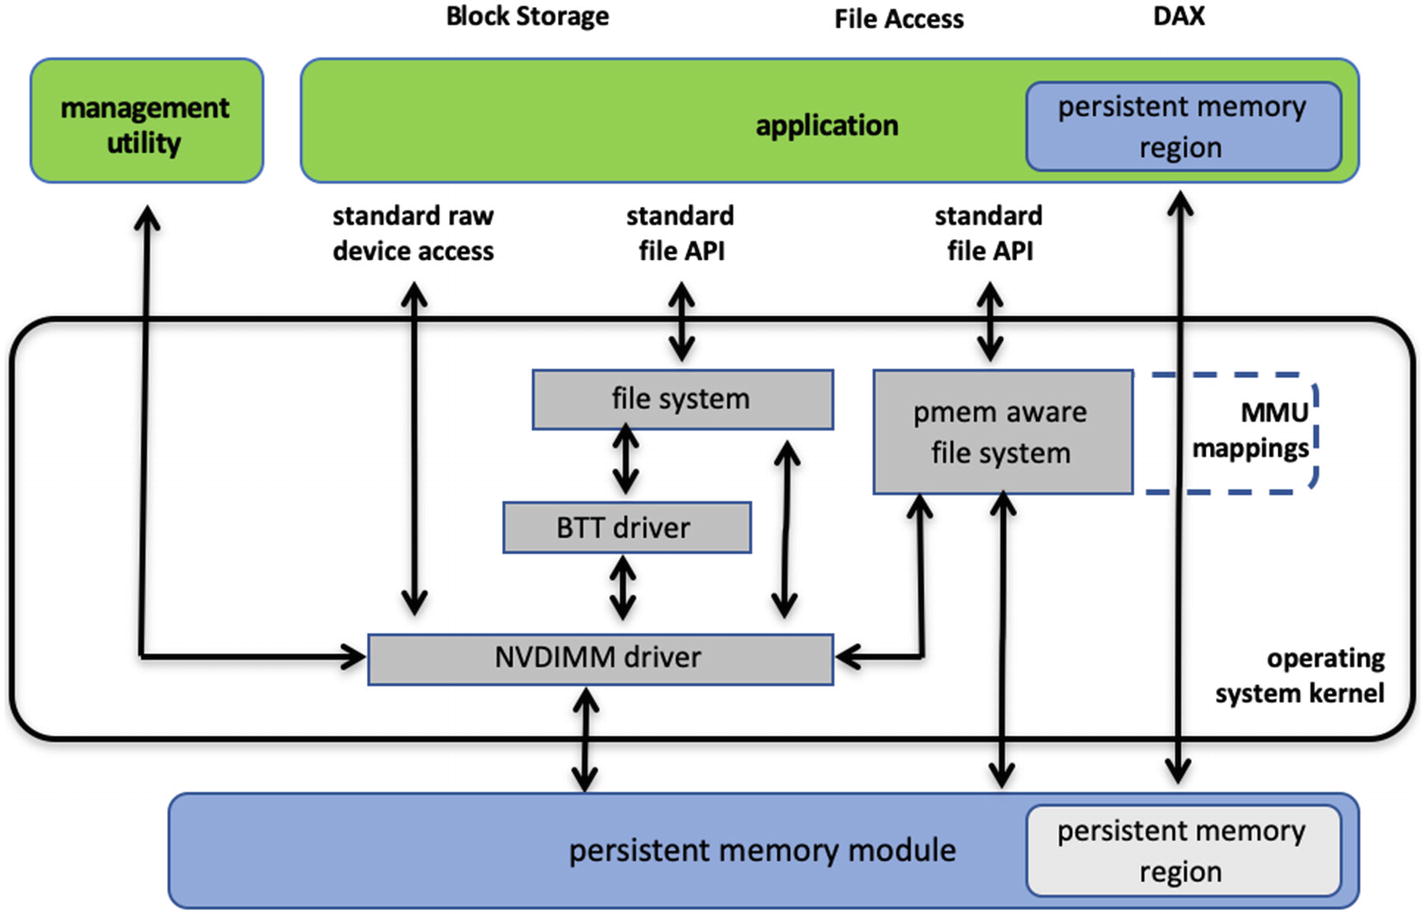 Block Storage
File Access
DAX
management
utility
application
persistent memory
region
standard raw
device access
standard
file API
standard
file API
file system
pmem aware
file system
MMU
mappings
BTT driver
NVDIMM driver
operating
system kernel
persistent memory module
persistent memory
region